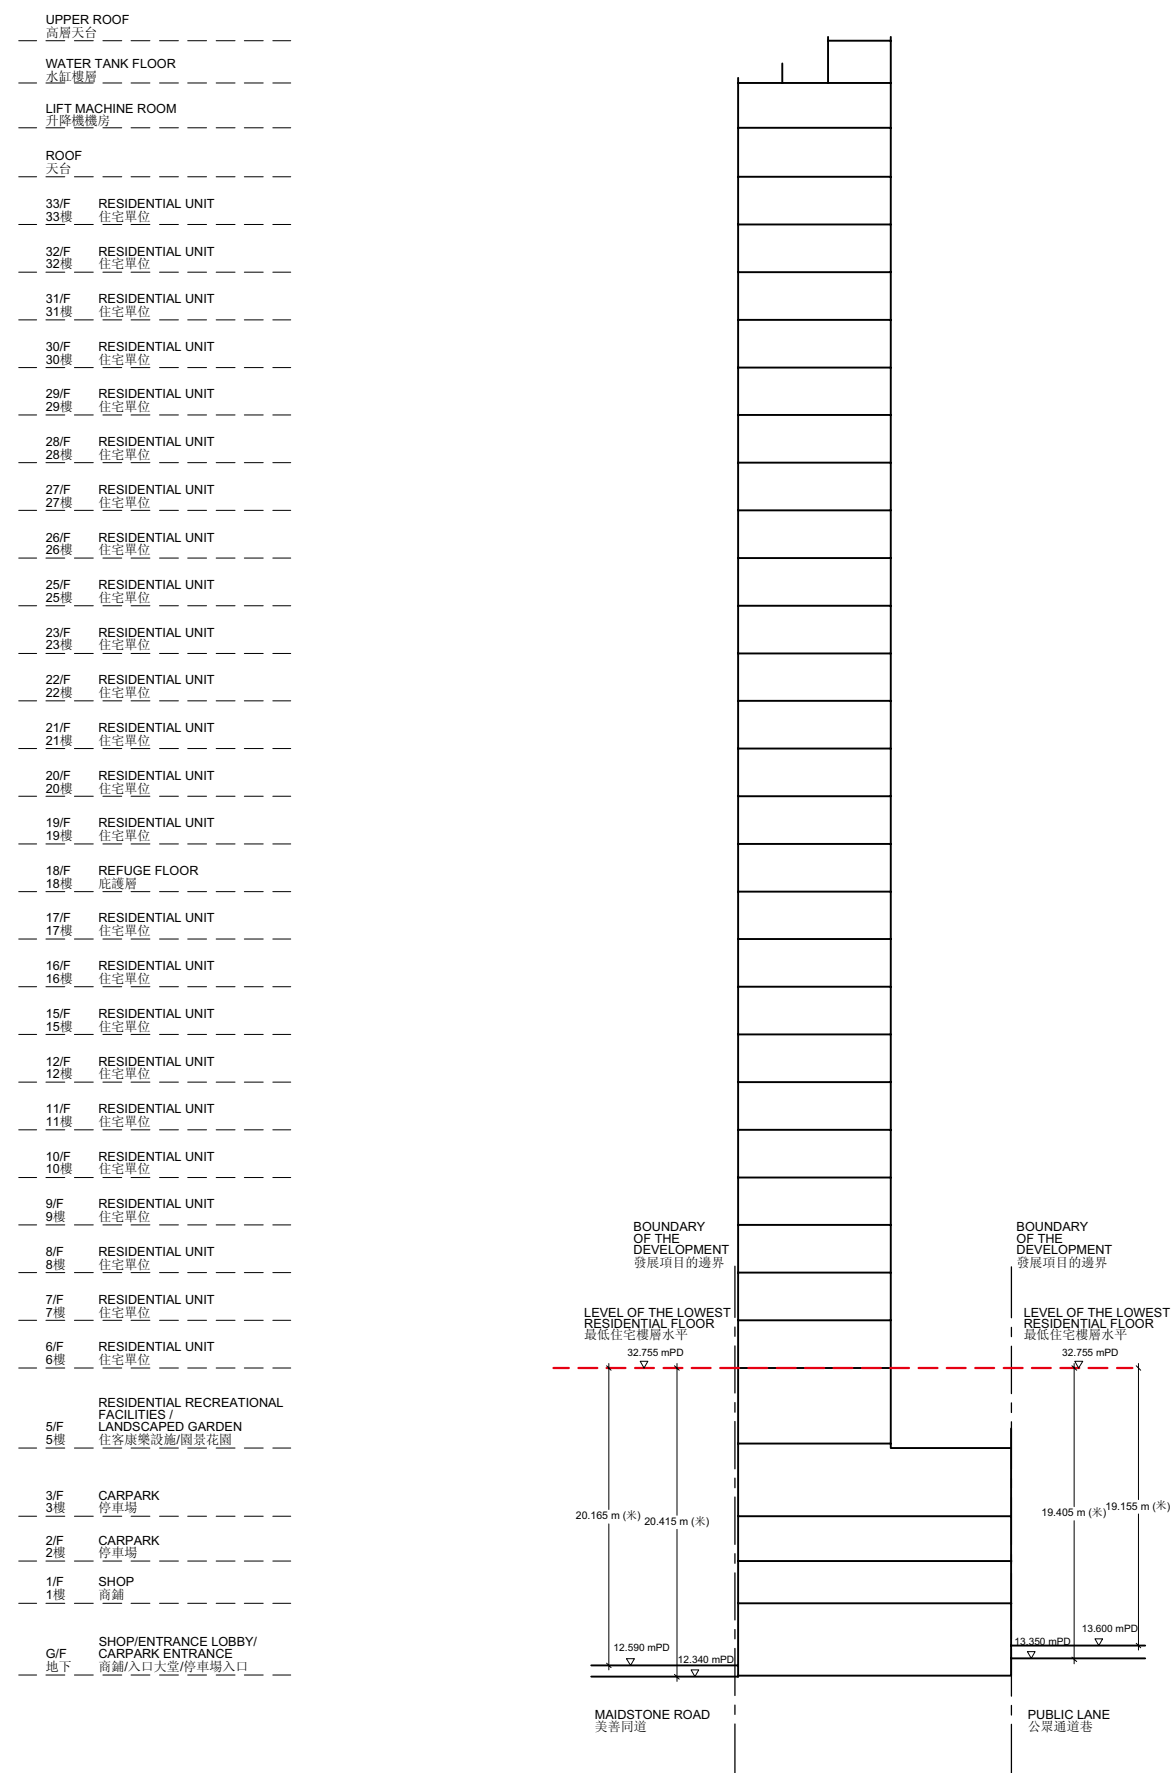 UPPER ROOF
高層天台
WATER TANK FLOOR
水缸樓層
LIFT MACHINE ROOM
升降機機房
ROOF
天台
33/F RESIDENTIAL UNIT
33樓 住宅單位
32/F RESIDENTIAL UNIT
32樓 住宅單位
31/F RESIDENTIAL UNIT
31樓 住宅單位
30/F RESIDENTIAL UNIT
30樓 住宅單位
29/F RESIDENTIAL UNIT
29樓 住宅單位
28/F RESIDENTIAL UNIT
28樓 住宅單位
27/F RESIDENTIAL UNIT
27樓 住宅單位
26/F RESIDENTIAL UNIT
26樓 住宅單位
25/F RESIDENTIAL UNIT
25樓 住宅單位
23/F RESIDENTIAL UNIT
23樓 住宅單位
22/F RESIDENTIAL UNIT
22樓 住宅單位
21/F RESIDENTIAL UNIT
21樓 住宅單位
20/F RESIDENTIAL UNIT
20樓 住宅單位
19/F RESIDENTIAL UNIT
19樓 住宅單位
18/F REFUGE FLOOR
18樓 庇護層
17/F RESIDENTIAL UNIT
17樓 住宅單位
16/F RESIDENTIAL UNIT
16樓 住宅單位
15/F RESIDENTIAL UNIT
15樓 住宅單位
12/F RESIDENTIAL UNIT
12樓 住宅單位
11/F RESIDENTIAL UNIT
11樓 住宅單位
10/F RESIDENTIAL UNIT
10樓 住宅單位
9/F RESIDENTIAL UNIT
9樓 住宅單位
8/F RESIDENTIAL UNIT
8樓 住宅單位
7/F RESIDENTIAL UNIT
7樓 住宅單位
6/F RESIDENTIAL UNIT
6樓 住宅單位
RESIDENTIAL RECREATIONAL
FACILITIES /
5/F LANDSCAPED GARDEN
5樓 住客康樂設施/園景花園
3/F CARPARK
3樓 停車場
2/F CARPARK
2樓 停車場
1/F SHOP
1樓 商鋪
SHOP/ENTRANCE LOBBY/
G/F CARPARK ENTRANCE
地下 商鋪/入口大堂/停車場入口
BOUNDARY
OF THE
DEVELOPMENT
發展項目的邊界
LEVEL OF THE LOWEST
RESIDENTIAL FLOOR
最低住宅樓層水平
32.755 mPD
20.165 m (米)
20.415 m (米)
12.590 mPD
12.340 mPD
MAIDSTONE ROAD
美善同道
BOUNDARY
OF THE
DEVELOPMENT
發展項目的邊界
LEVEL OF THE LOWEST
RESIDENTIAL FLOOR
最低住宅樓層水平
32.755 mPD
19.405 m (米)
19.155 m (米)
13.600 mPD
13.350 mPD
PUBLIC LANE
公眾通道巷